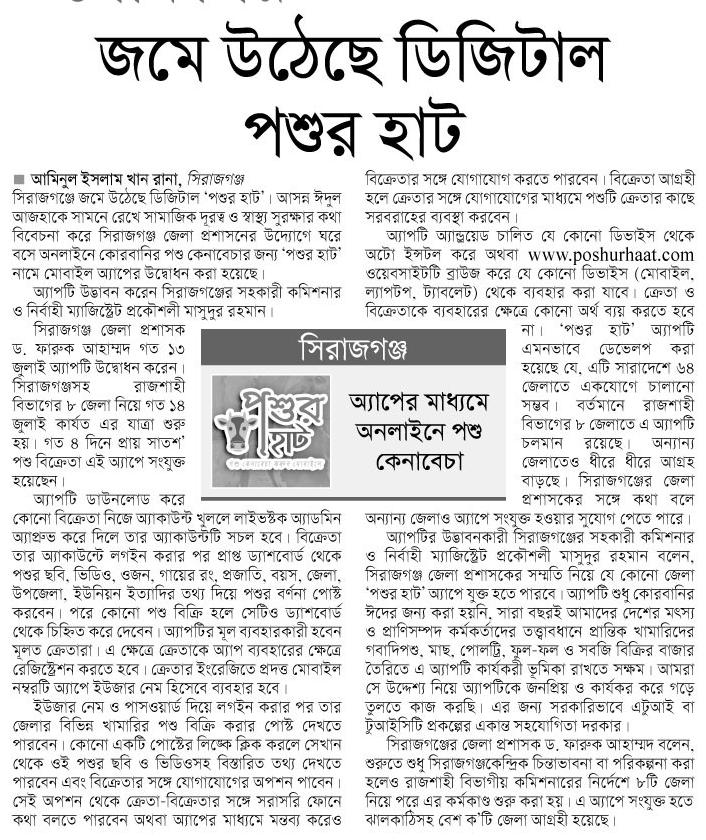 জমে উঠেছে ডিজিটাল
পশুর হাট
■ আমিনুল ইসলাম খান রানা, সিরাজগঞ্জ
সিরাজগঞ্জে জমে উঠেছে ডিজিটাল ‘পশুর হাট’। আসন্ন ঈদুল
আজহাকে সামনে রেখে সামাজিক দূরত্ব ও স্বাস্থ্য সুরক্ষার কথা
বিবেচনা করে সিরাজগঞ্জ জেলা প্রশাসনের উদ্যোগে ঘরে
বসে অনলাইনে কোরবানির পশু কেনাবেচার জন্য ‘পশুর হাট’
নামে মোবাইল অ্যাপের উদ্বোধন করা হয়েছে।
অ্যাপটি উদ্ভাবন করেন সিরাজগঞ্জের সহকারী কমিশনার
ও নির্বাহী ম্যাজিস্ট্রেট প্রকৌশলী মাসুদুর রহমান।
সিরাজগঞ্জ জেলা প্রশাসক
ড. ফারুক আহাম্মদ গত ১৩
জুলাই অ্যাপটি উদ্বোধন করেন।
সিরাজগঞ্জসহ রাজশাহী
বিভাগের ৮ জেলা নিয়ে গত ১৪
জুলাই কার্যত এর যাত্রা শুরু
হয়। গত ৪ দিনে প্রায় সাতশ’
পশু বিক্রেতা এই অ্যাপে সংযুক্ত
হয়েছেন।
অ্যাপটি ডাউনলোড করে
কোনো বিক্রেতা নিজে অ্যাকাউন্ট খুললে লাইভস্টক অ্যাডমিন
অ্যাপ্রুভ করে দিলে তার অ্যাকাউন্টটি সচল হবে। বিক্রেতা
তার অ্যাকাউন্টে লগইন করার পর প্রাপ্ত ড্যাশবোর্ড থেকে
পশুর ছবি, ভিডিও, ওজন, গায়ের রং, প্রজাতি, বয়স, জেলা,
উপজেলা, ইউনিয়ন ইত্যাদির তথ্য দিয়ে পশুর বর্ণনা পোস্ট
করবেন। পরে কোনো পশু বিক্রি হলে সেটিও ড্যাশবোর্ড
থেকে চিহ্নিত করে দেবেন। অ্যাপটির মূল ব্যবহারকারী হবেন
মূলত ক্রেতারা। এ ক্ষেত্রে ক্রেতাকে অ্যাপ ব্যবহারের ক্ষেত্রে
রেজিস্ট্রেশন করতে হবে। ক্রেতার ইংরেজিতে প্রদত্ত মোবাইল
নম্বরটি অ্যাপে ইউজার নেম হিসেবে ব্যবহার হবে।
ইউজার নেম ও পাসওয়ার্ড দিয়ে লগইন করার পর তার
জেলার বিভিন্ন খামারির পশু বিক্রি করার পোস্ট দেখতে
পারবেন। কোনো একটি পোস্টের লিঙ্কে ক্লিক করলে সেখান
থেকে ওই পশুর ছবি ও ভিডিওসহ বিস্তারিত তথ্য দেখতে
পারবেন এবং বিক্রেতার সঙ্গে যোগাযোগের অপশন পাবেন।
সেই অপশন থেকে ক্রেতা-বিক্রেতার সঙ্গে সরাসরি ফোনে
কথা বলতে পারবেন অথবা অ্যাপের মাধ্যমে মন্তব্য করেও
বিক্রেতার সঙ্গে যোগাযোগ করতে পারবেন। বিক্রেতা আগ্রহী
হলে ক্রেতার সঙ্গে যোগাযোগের মাধ্যমে পশুটি ক্রেতার কাছে
সরবরাহের ব্যবস্থা করবেন।
অ্যাপটি অ্যান্ড্রয়েড চালিত যে কোনো ডিভাইস থেকে
অটো ইন্সটল করে অথবা www.poshurhaat.com
ওয়েবসাইটটি ব্রাউজ করে যে কোনো ডিভাইস (মোবাইল,
ল্যাপটপ, ট্যাবলেট) থেকে ব্যবহার করা যাবে। ক্রেতা ও
বিক্রেতাকে ব্যবহারের ক্ষেত্রে কোনো অর্থ ব্যয় করতে হবে
না। ‘পশুর হাট’ অ্যাপটি
এমনভাবে ডেভেলপ করা
হয়েছে যে, এটি সারাদেশে ৬৪
জেলাতে একযোগে চালানো
সম্ভব। বর্তমানে রাজশাহী
বিভাগের ৮ জেলাতে এ অ্যাপটি
চলমান রয়েছে। অন্যান্য
জেলাতেও ধীরে ধীরে আগ্রহ
বাড়ছে। সিরাজগঞ্জের জেলা
প্রশাসকের সঙ্গে কথা বলে
অন্যান্য জেলাও অ্যাপে সংযুক্ত হওয়ার সুযোগ পেতে পারে।
অ্যাপটির উদ্ভাবনকারী সিরাজগঞ্জের সহকারী কমিশনার
ও নির্বাহী ম্যাজিস্ট্রেট প্রকৌশলী মাসুদুর রহমান বলেন,
সিরাজগঞ্জ জেলা প্রশাসকের সম্মতি নিয়ে যে কোনো জেলা
‘পশুর হাট’ অ্যাপে যুক্ত হতে পারবে। অ্যাপটি শুধু কোরবানির
ঈদের জন্য করা হয়নি, সারা বছরই আমাদের দেশের মৎস্য
ও প্রাণিসম্পদ কর্মকর্তাদের তত্ত্বাবধানে প্রান্তিক খামারিদের
গবাদিপশু, মাছ, পোলট্রি, ফুল-ফল ও সবজি বিক্রির বাজার
তৈরিতে এ অ্যাপটি কার্যকরী ভূমিকা রাখতে সক্ষম। আমরা
সে উদ্দেশ্য নিয়ে অ্যাপটিকে জনপ্রিয় ও কার্যকর করে গড়ে
তুলতে কাজ করছি। এর জন্য সরকারিভাবে এটুআই বা
টুআইসিটি প্রকল্পের একান্ত সহযোগিতা দরকার।
সিরাজগঞ্জের জেলা প্রশাসক ড. ফারুক আহাম্মদ বলেন,
শুরুতে শুধু সিরাজগঞ্জকেন্দ্রিক চিন্তাভাবনা বা পরিকল্পনা করা
হলেও রাজশাহী বিভাগীয় কমিশনারের নির্দেশে ৮টি জেলা
নিয়ে পরে এর কর্মকাণ্ড শুরু করা হয়। এ অ্যাপে সংযুক্ত হতে
ঝালকাঠিসহ বেশ ক’টি জেলা আগ্রহী হয়েছে।
সিরাজগঞ্জ
পশুর
হাট
অ্যাপের মাধ্যমে
অনলাইনে পশু
কেনাবেচা